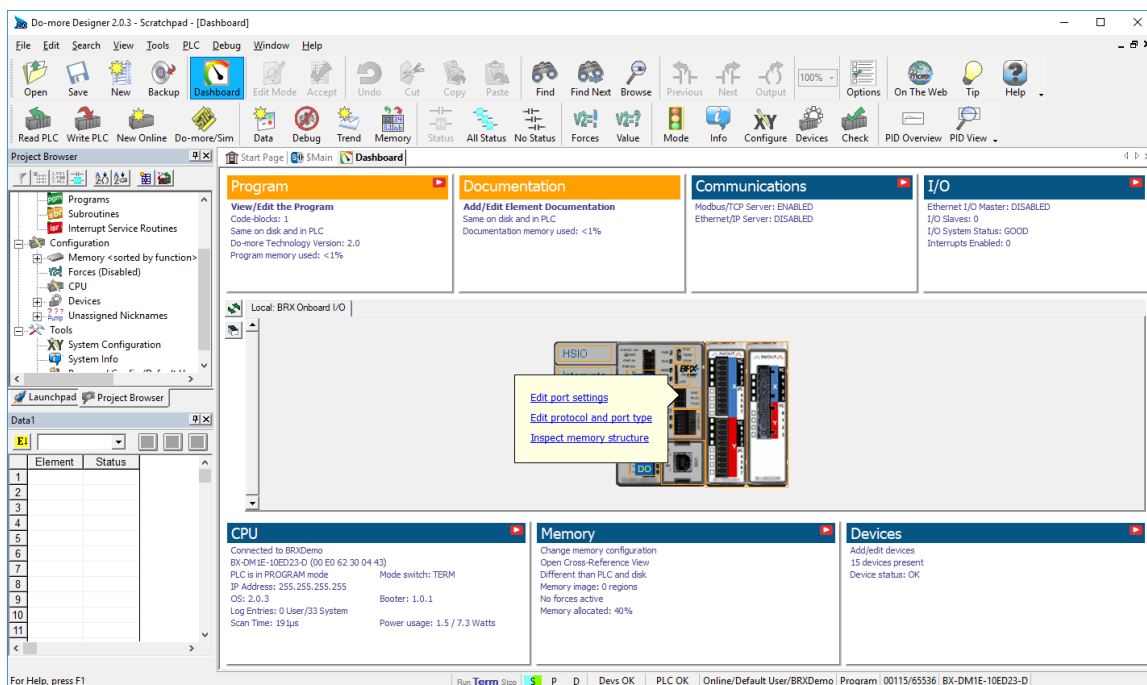 Do-more Designer 2.0.3 - Scratchpad - [Dashboard]
File Edit Search View Tools PLC Debug Window Help
Open Save New Backup Dashboard Edit Mode Accept Undo Cut Copy Paste Find Find Next Browse Previous Next Output 100% Options On The Web Tip Help
Read PLC Write PLC New Online Do-more/Sim Data Debug Trend Memory Status All Status No Status Forces Value Mode Info Configure Devices Check PID Overview PID View
Project Browser
Start Page $Main Dashboard
Programs
Subroutines
Interrupt Service Routines
Configuration
Memory <sorted by function>
Forces (Disabled)
CPU
Devices
Unassigned Nicknames
Tools
System Configuration
System Info
Launchpad Project Browser
Data1
Element Status
1
2
3
4
5
6
7
8
9
10
11
Program
View/Edit the Program
Code-blocks: 1
Same on disk and in PLC
Do-more Technology Version: 2.0
Program memory used: <1%
Documentation
Add/Edit Element Documentation
Same on disk and in PLC
Documentation memory used: <1%
Communications
Modbus/TCP Server: ENABLED
Ethernet/IP Server: DISABLED
I/O
Ethernet I/O Master: DISABLED
I/O Slaves: 0
I/O System Status: GOOD
Interrupts Enabled: 0
Local: BRX Onboard I/O
HSIO
BRX
Edit port settings
Edit protocol and port type
Inspect memory structure
DO
CPU
Connected to BRXDemo
BX-DM1E-10ED23-D (00 E0 62 30 04 43)
PLC is in PROGRAM mode Mode switch: TERM
IP Address: 255.255.255.255
OS: 2.0.3 Booter: 1.0.1
Log Entries: 0 User/33 System
Scan Time: 191µs Power usage: 1.5 / 7.3 Watts
Memory
Change memory configuration
Open Cross-Reference View
Different than PLC and disk
Memory image: 0 regions
No forces active
Memory allocated: 40%
Devices
Add/edit devices
15 devices present
Device status: OK
For Help, press F1
Run Term Stop S P D Devs OK PLC OK Online/Default User/BRXDemo Program 00115/65536 BX-DM1E-10ED23-D